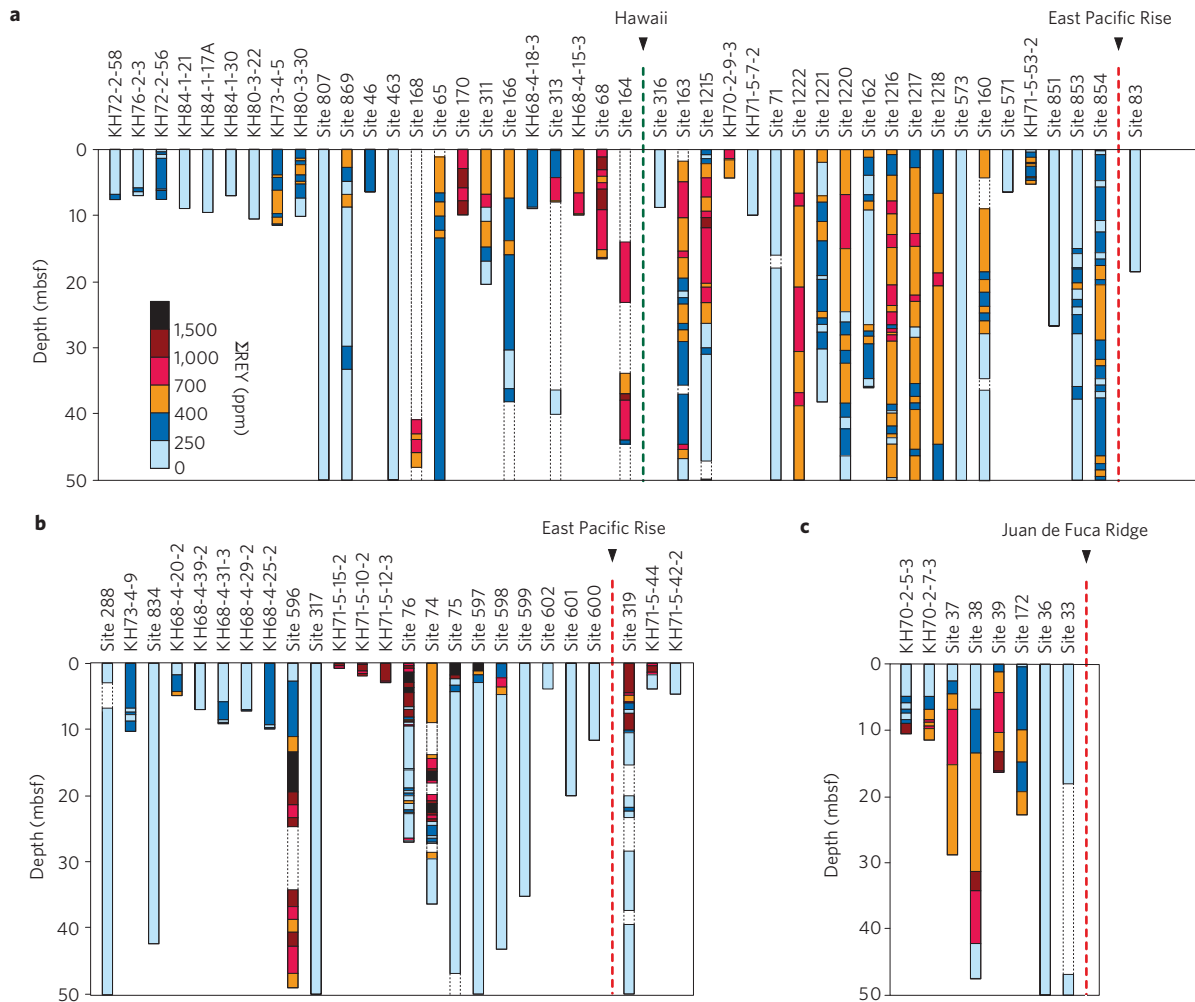 a
Hawaii
East Pacific Rise
KH72-2-58
KH76-2-3
KH72-2-56
KH84-1-21
KH84-1-17A
KH84-1-30
KH80-3-22
KH73-4-5
KH80-3-30
Site 807
Site 869
Site 46
Site 463
Site 168
Site 65
Site 170
Site 311
Site 166
KH68-4-18-3
Site 313
KH68-4-15-3
Site 68
Site 164
Site 316
Site 163
Site 1215
KH70-2-9-3
KH71-5-7-2
Site 71
Site 1222
Site 1221
Site 1220
Site 162
Site 1216
Site 1217
Site 1218
Site 573
Site 160
Site 571
KH71-5-53-2
Site 851
Site 853
Site 854
Site 83
0
10
20
30
40
50
Depth (mbsf)
1,500
1,000
700
400
250
0
ΣREY (ppm)
b
East Pacific Rise
Site 288
KH73-4-9
Site 834
KH68-4-20-2
KH68-4-39-2
KH68-4-31-3
KH68-4-29-2
KH68-4-25-2
Site 596
Site 317
KH71-5-15-2
KH71-5-10-2
KH71-5-12-3
Site 76
Site 74
Site 75
Site 597
Site 598
Site 599
Site 602
Site 601
Site 600
Site 319
KH71-5-44
KH71-5-42-2
0
10
20
30
40
50
Depth (mbsf)
c
Juan de Fuca Ridge
KH70-2-5-3
KH70-2-7-3
Site 37
Site 38
Site 39
Site 172
Site 36
Site 33
0
10
20
30
40
50
Depth (mbsf)